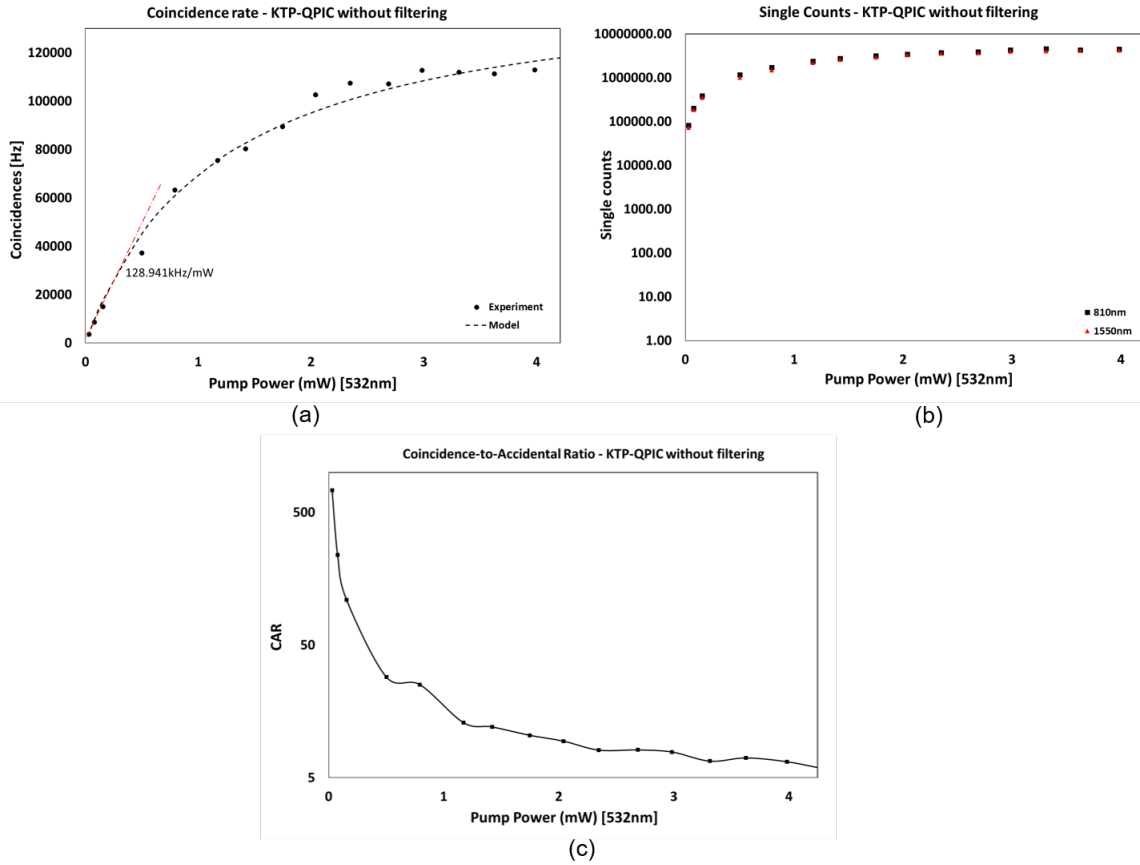 Coincidence rate - KTP-QPIC without filtering
Coincidences [Hz]
120000
100000
80000
60000
40000
20000
0
128.941kHz/mW
Experiment
Model
0 1 2 3 4
Pump Power (mW) [532nm]
(a)
Single Counts - KTP-QPIC without filtering
Single counts
10000000.00
1000000.00
100000.00
10000.00
1000.00
100.00
10.00
1.00
810nm
1550nm
0 1 2 3 4
Pump Power (mW) [532nm]
(b)
Coincidence-to-Accidental Ratio - KTP-QPIC without filtering
CAR
500
50
5
0 1 2 3 4
Pump Power (mW) [532nm]
(c)